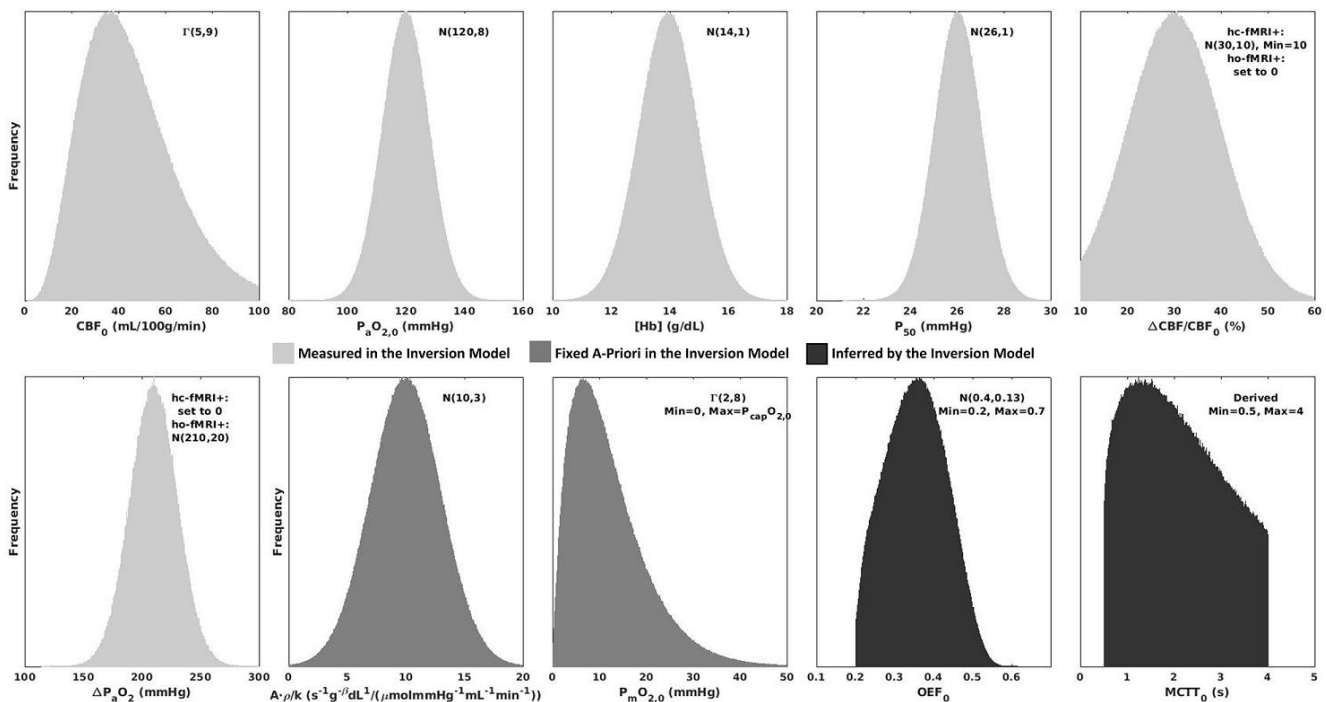 Frequency
Γ(5,9)
0 20 40 60 80 100
CBF0 (mL/100g/min)
N(120,8)
80 100 120 140 160
PaO2,0 (mmHg)
N(14,1)
10 12 14 16 18
[Hb] (g/dL)
N(26,1)
20 22 24 26 28 30
P50 (mmHg)
hc-fMRI+:
N(30,10), Min=10
ho-fMRI+:
set to 0
10 20 30 40 50 60
ΔCBF/CBF0 (%)
Measured in the Inversion Model
Fixed A-Priori in the Inversion Model
Inferred by the Inversion Model
Frequency
hc-fMRI+:
set to 0
ho-fMRI+:
N(210,20)
100 150 200 250 300
ΔPaO2 (mmHg)
Frequency
N(10,3)
0 5 10 15 20
A·ρ/k (s-1g-βdL1/(μmolmmHg-1mL-1min-1))
Γ(2,8)
Min=0, Max=PcapO2,0
0 10 20 30 40 50
PmO2,0 (mmHg)
N(0.4,0.13)
Min=0.2, Max=0.7
0.1 0.2 0.3 0.4 0.5 0.6 0.7
OEF0
Derived
Min=0.5, Max=4
0 1 2 3 4 5
MCTT0 (s)